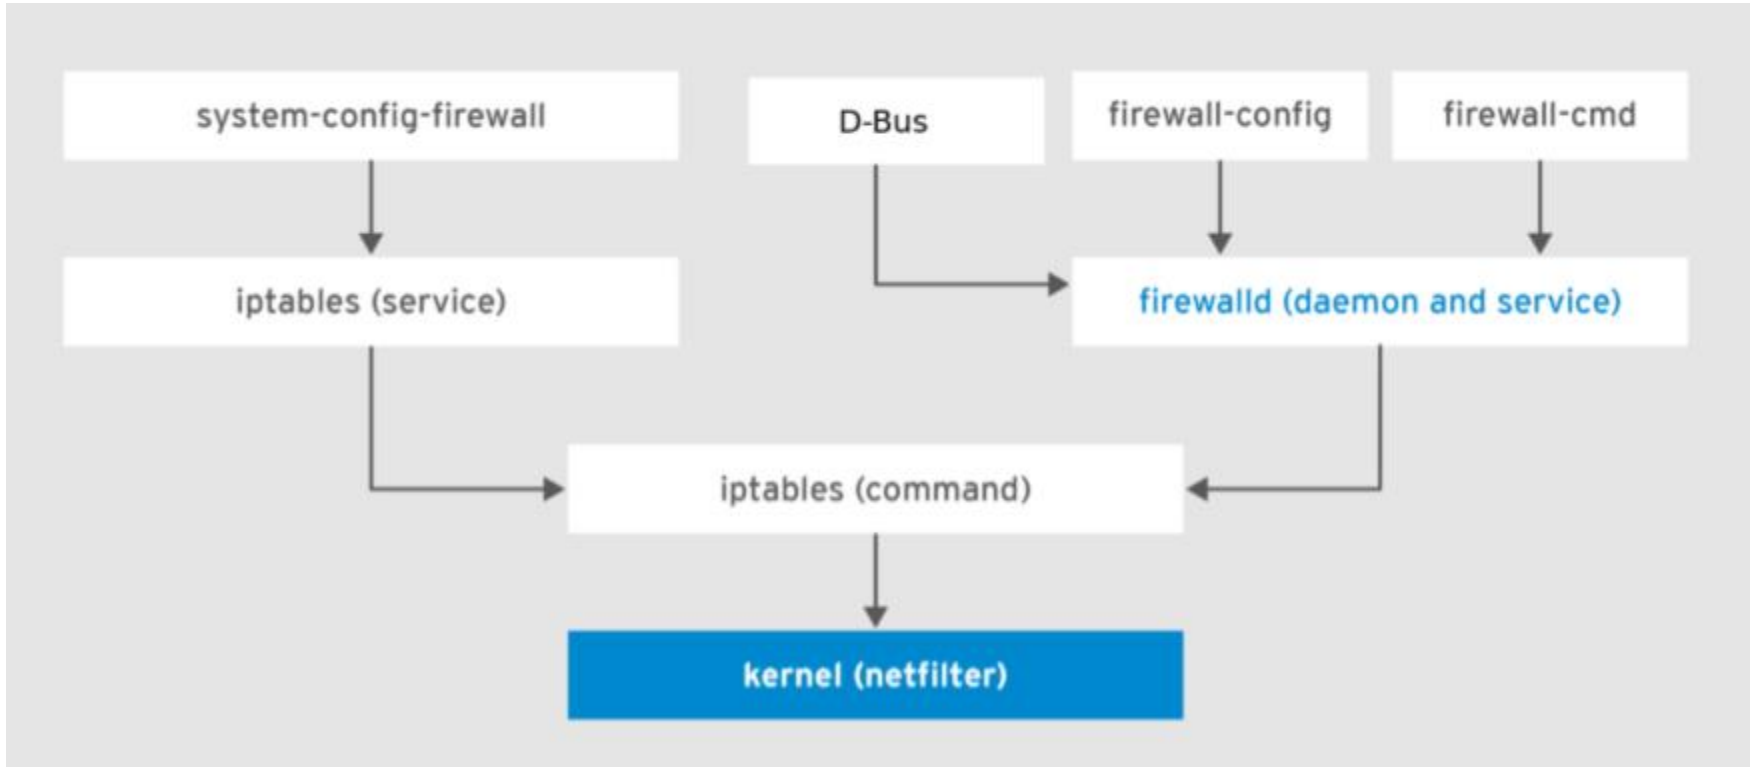 system-config-firewall
D-Bus
firewall-config
firewall-cmd
iptables (service)
firewalld (daemon and service)
iptables (command)
kernel (netfilter)